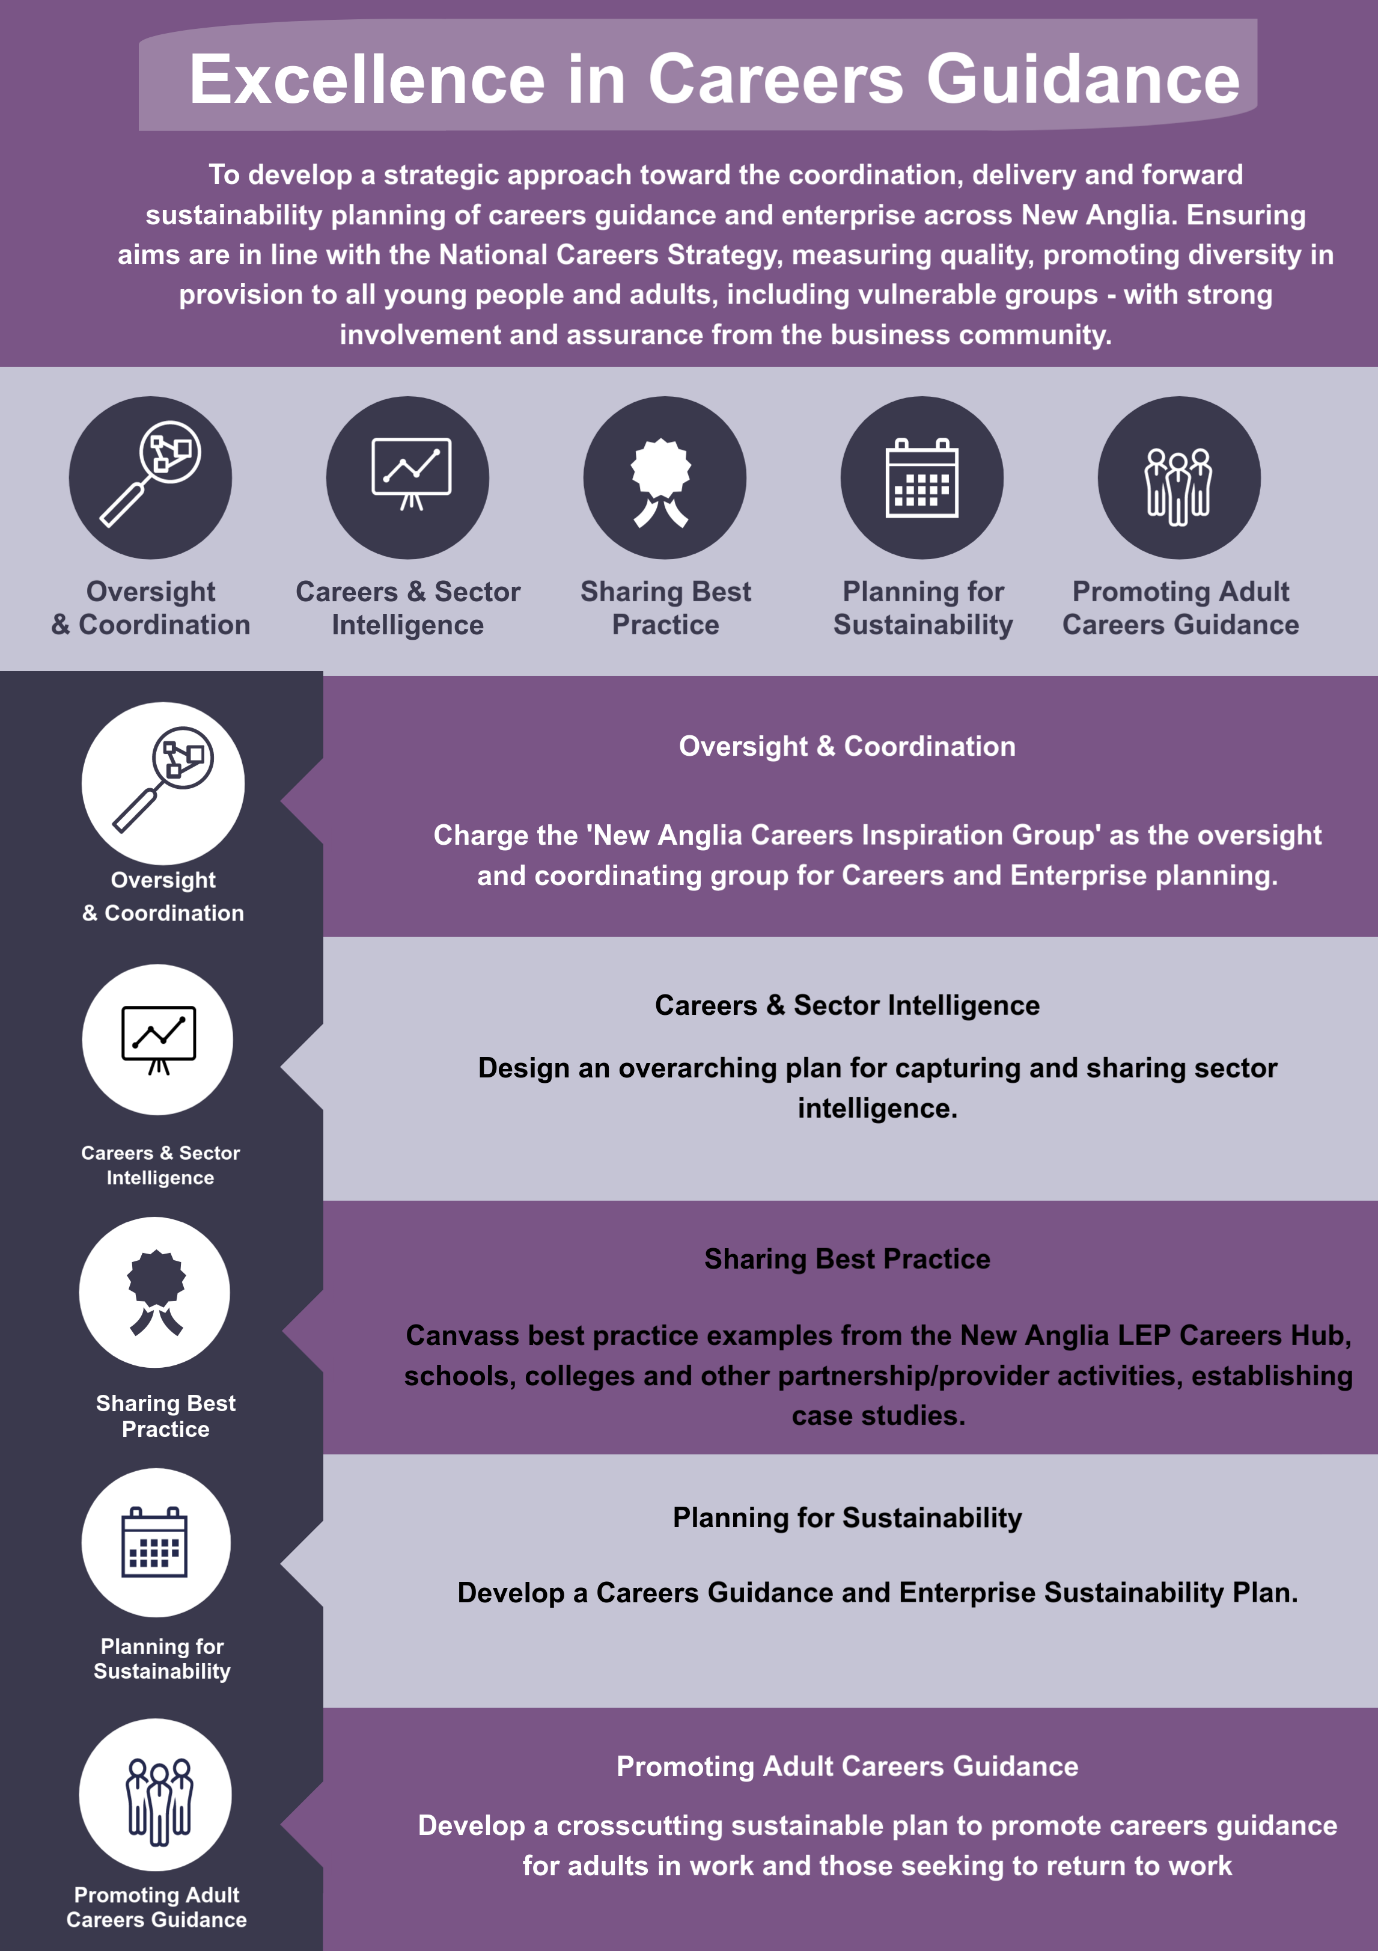 Excellence in Careers Guidance
To develop a strategic approach toward the coordination, delivery and forward
sustainability planning of careers guidance and enterprise across New Anglia. Ensuring
aims are in line with the National Careers Strategy, measuring quality, promoting diversity in
provision to all young people and adults, including vulnerable groups - with strong
involvement and assurance from the business community.
Oversight
& Coordination
Careers & Sector
Intelligence
Sharing Best
Practice
Planning for
Sustainability
Promoting Adult
Careers Guidance
Oversight
& Coordination
Oversight & Coordination
Charge the 'New Anglia Careers Inspiration Group' as the oversight
and coordinating group for Careers and Enterprise planning.
Careers & Sector
Intelligence
Careers & Sector Intelligence
Design an overarching plan for capturing and sharing sector
intelligence.
Sharing Best
Practice
Sharing Best Practice
Canvass best practice examples from the New Anglia LEP Careers Hub,
schools, colleges and other partnership/provider activities, establishing
case studies.
Planning for
Sustainability
Planning for Sustainability
Develop a Careers Guidance and Enterprise Sustainability Plan.
Promoting Adult
Careers Guidance
Promoting Adult Careers Guidance
Develop a crosscutting sustainable plan to promote careers guidance
for adults in work and those seeking to return to work